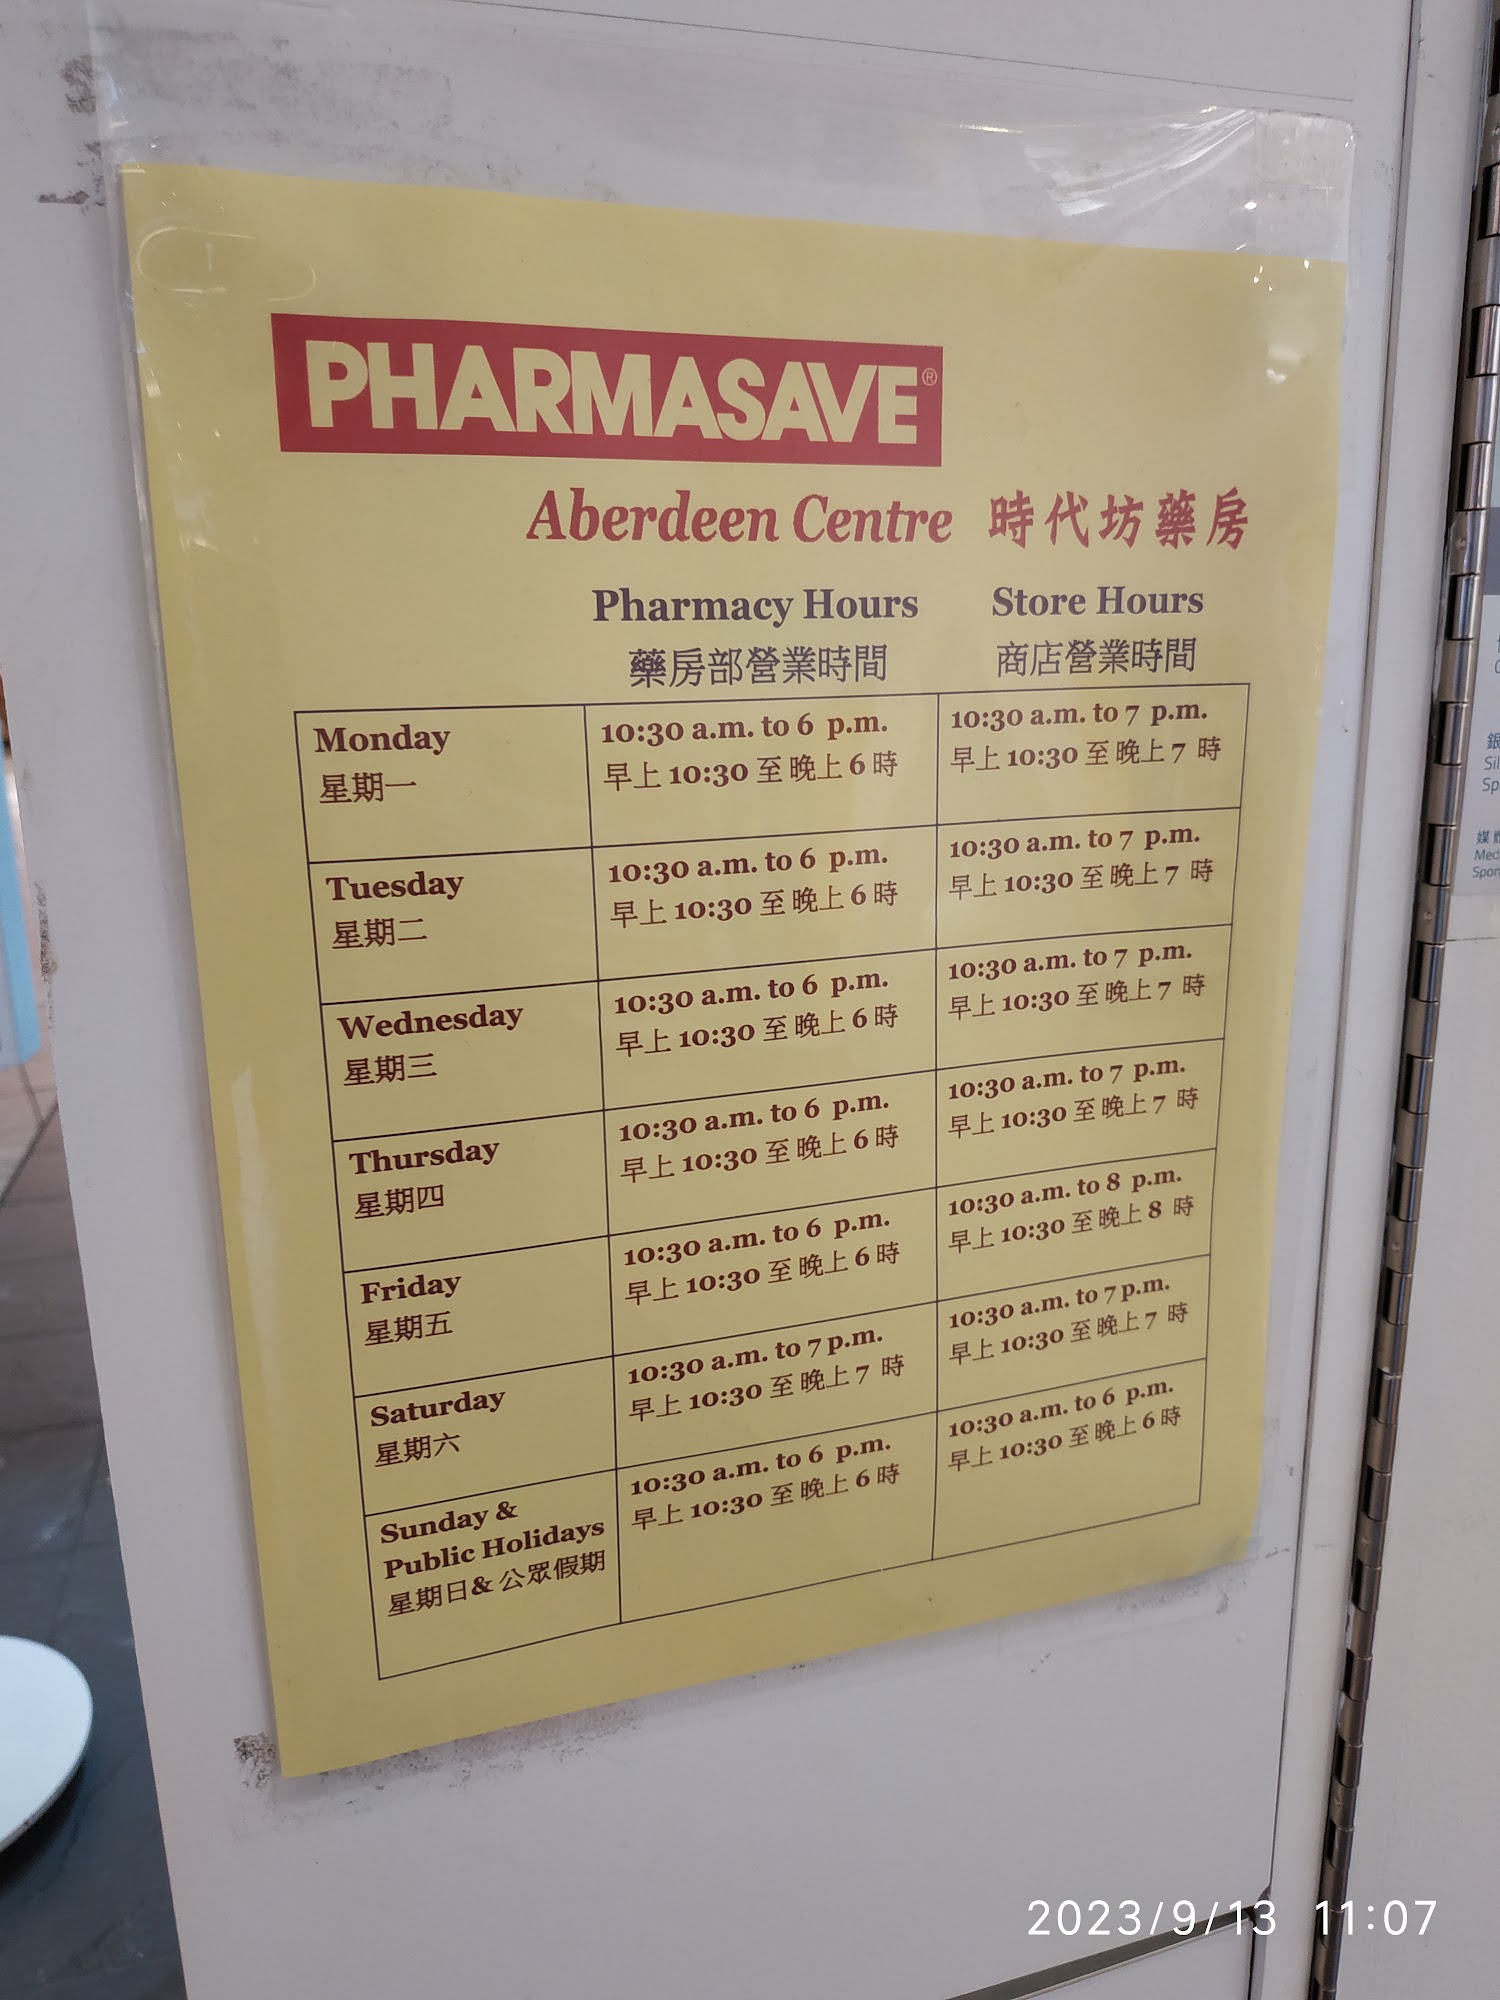 PHARMASAVE®
Aberdeen Centre 時代坊藥房
Pharmacy Hours Store Hours
藥房部營業時間 商店營業時間
Monday 10:30 a.m. to 6 p.m. 10:30 a.m. to 7 p.m.
星期一 早上 10:30 至 晚上 6 時 早上 10:30 至 晚上 7 時
Tuesday 10:30 a.m. to 6 p.m. 10:30 a.m. to 7 p.m.
星期二 早上 10:30 至 晚上 6 時 早上 10:30 至 晚上 7 時
Wednesday 10:30 a.m. to 6 p.m. 10:30 a.m. to 7 p.m.
星期三 早上 10:30 至 晚上 6 時 早上 10:30 至 晚上 7 時
Thursday 10:30 a.m. to 6 p.m. 10:30 a.m. to 7 p.m.
星期四 早上 10:30 至 晚上 6 時 早上 10:30 至 晚上 7 時
Friday 10:30 a.m. to 6 p.m. 10:30 a.m. to 8 p.m.
星期五 早上 10:30 至 晚上 6 時 早上 10:30 至 晚上 8 時
Saturday 10:30 a.m. to 7 p.m. 10:30 a.m. to 7 p.m.
星期六 早上 10:30 至 晚上 7 時 早上 10:30 至 晚上 7 時
Sunday & 10:30 a.m. to 6 p.m. 10:30 a.m. to 6 p.m.
Public Holidays 早上 10:30 至 晚上 6 時 早上 10:30 至 晚上 6 時
星期日& 公眾假期
2023/9/13 11:07